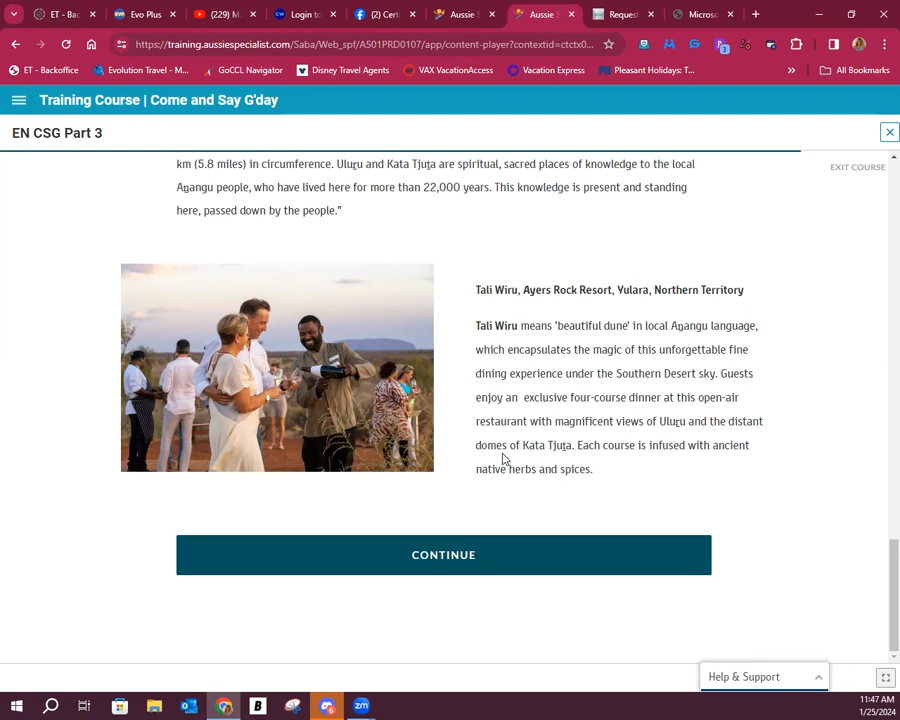 ET - Bac
Evo Plus
(229) M
Login to
(2) Cert
Aussie S
Aussie S
Request
Microsc
https://training.aussiespecialist.com/Saba/Web_spf/A501PRD0107/app/content-player?contextid=ctctx0...
ET - Backoffice
Evolution Travel - M...
GoCCL Navigator
Disney Travel Agents
VAX VacationAccess
Vacation Express
Pleasant Holidays: T...
»
All Bookmarks
Training Course | Come and Say G'day
EN CSG Part 3
EXIT COURSE
km (5.8 miles) in circumference. Uluṟu and Kata Tjuṯa are spiritual, sacred places of knowledge to the local
Aṉangu people, who have lived here for more than 22,000 years. This knowledge is present and standing
here, passed down by the people."
Tali Wiru, Ayers Rock Resort, Yulara, Northern Territory
Tali Wiru means 'beautiful dune' in local Aṉangu language,
which encapsulates the magic of this unforgettable fine
dining experience under the Southern Desert sky. Guests
enjoy an exclusive four-course dinner at this open-air
restaurant with magnificent views of Uluṟu and the distant
domes of Kata Tjuṯa. Each course is infused with ancient
native herbs and spices.
CONTINUE
Help & Support
11:47 AM
1/25/2024